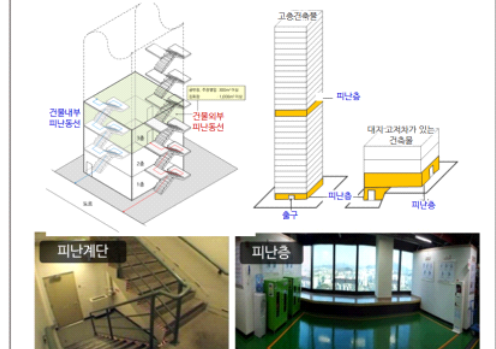 고층건축물
피난층
대지·고저차가 있는
건축물
건물내부
피난동선
건물외부
피난동선
3층
2층
1층
도로
피난층
출구
피난층
피난계단
피난층